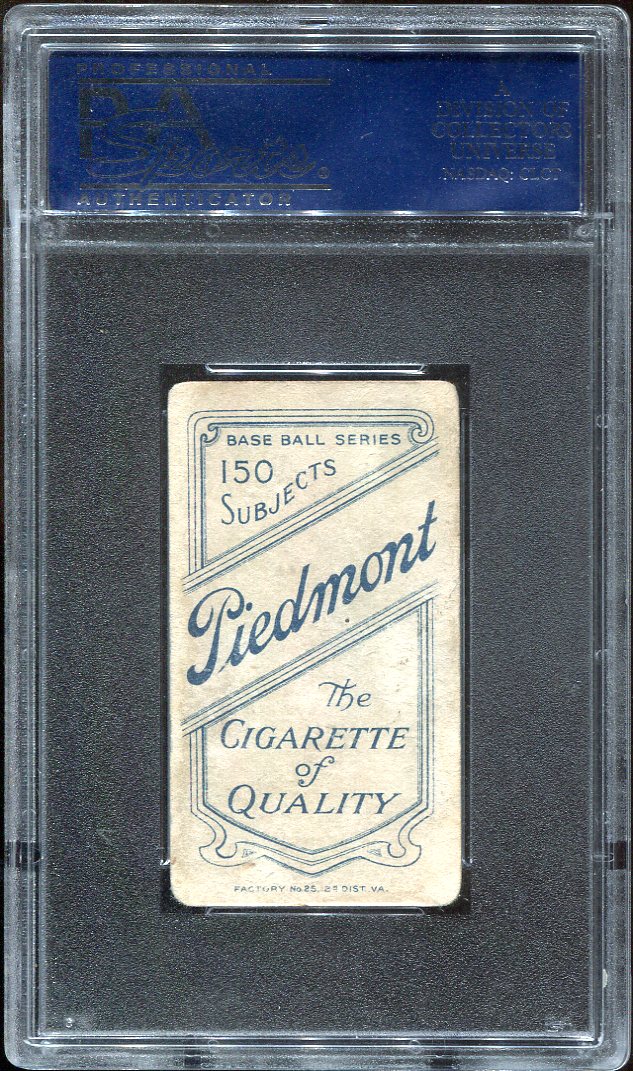 PROFESSIONAL
PSA
Sports®
AUTHENTICATOR
A
DIVISION OF
COLLECTORS
UNIVERSE
NASDAQ: CLCT
BASE BALL SERIES
150
SUBJECTS
Piedmont
The
CIGARETTE
of
QUALITY
FACTORY No 25, 2D DIST. VA.